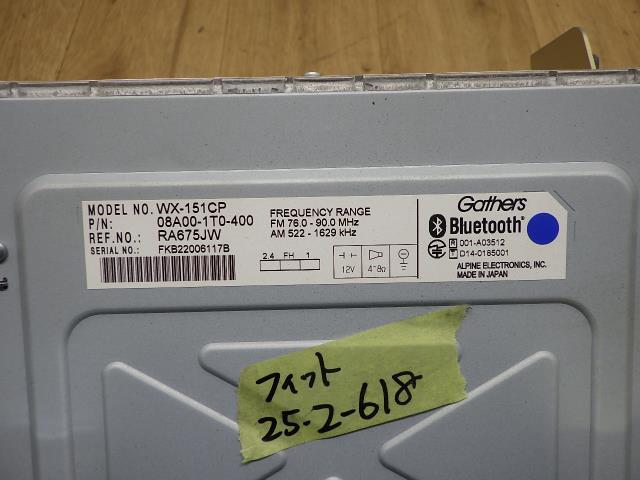 MODEL NO. WX-151CP
P/N: 08A00-1T0-400
REF.NO.: RA675JW
SERIAL NO.: FKB22006117B
FREQUENCY RANGE
FM 76.0 - 90.0 MHz
AM 522 - 1629 kHz
2.4 FH 1
12V 4~8Ω
Gathers
Bluetooth®
R 001-A03512
T D14-0185001
ALPINE ELECTRONICS, INC.
MADE IN JAPAN
フィット
25-2-618